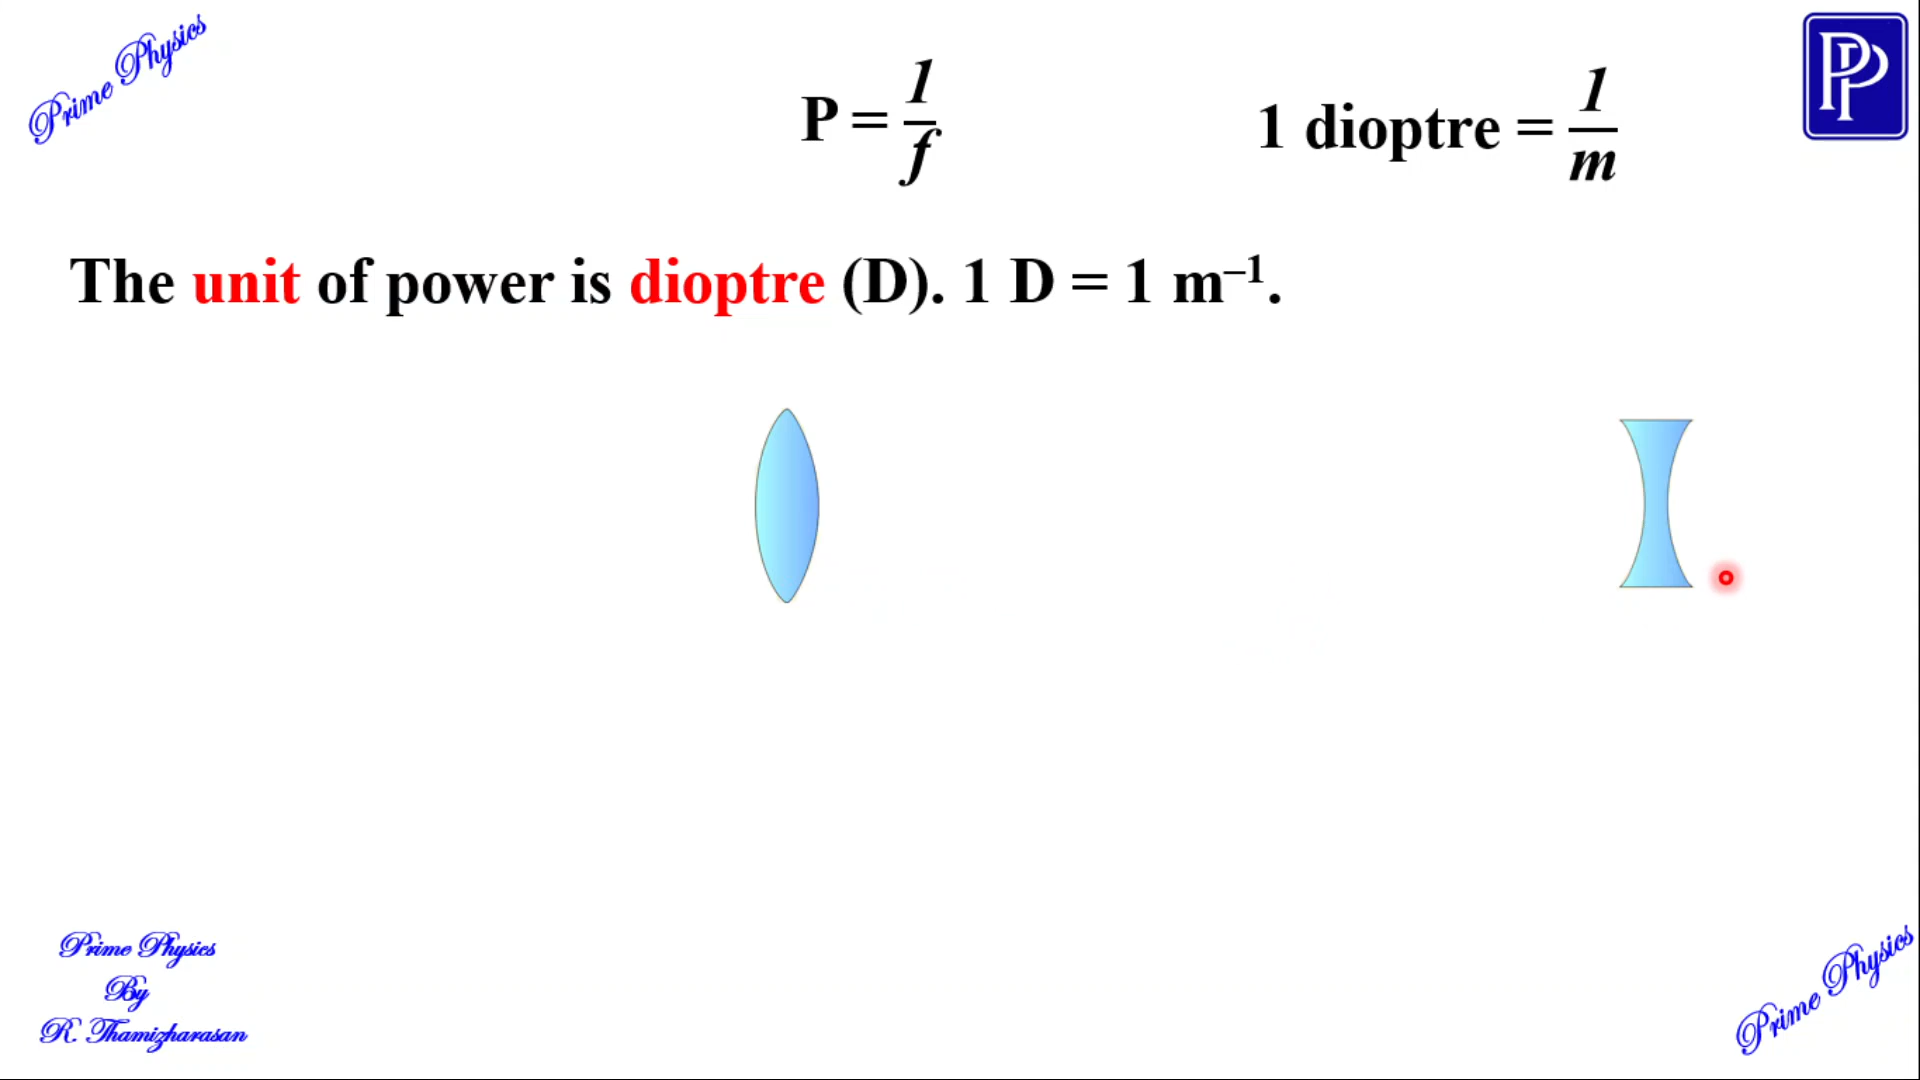 Prime Physics
PP
P = 1/f
1 dioptre = 1/m
The unit of power is dioptre (D). 1 D = 1 m⁻¹.
Prime Physics
By
R. Thamizharasan
Prime Physics